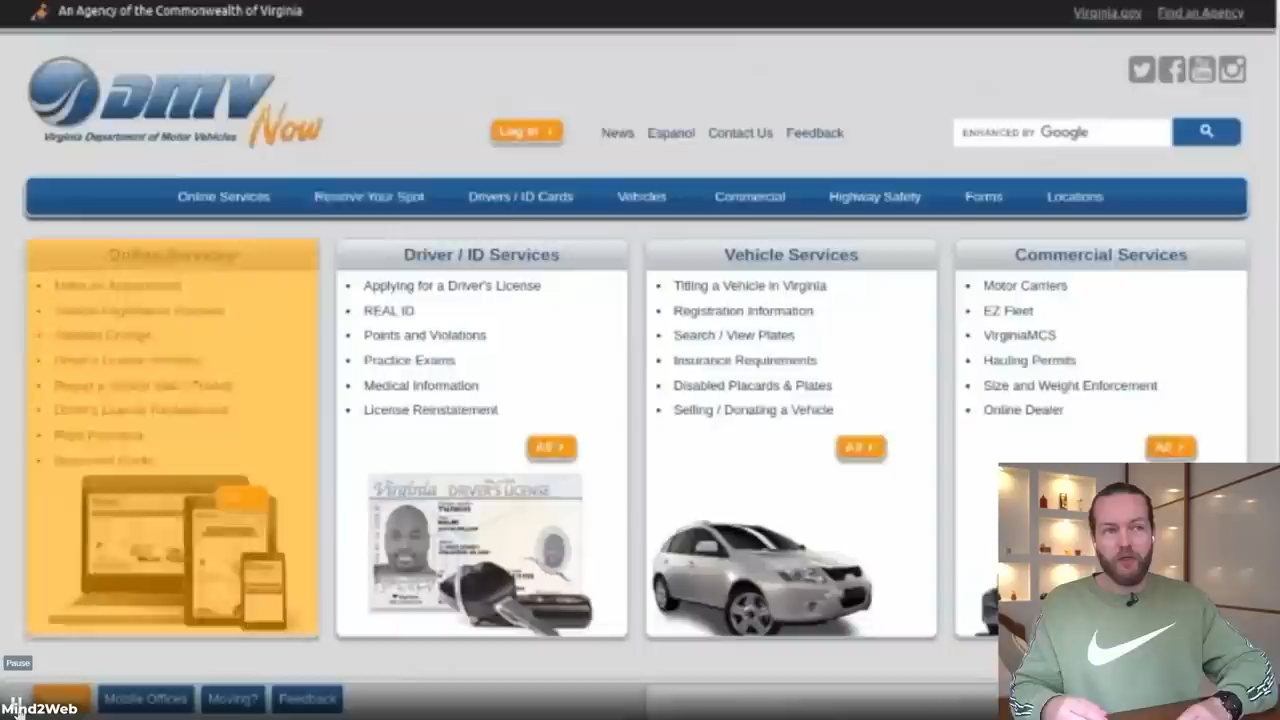 An Agency of the Commonwealth of Virginia
Virginia.gov Find an Agency
DMV Now
Virginia Department of Motor Vehicles
Log in
News Espanol Contact Us Feedback
ENHANCED BY Google
Online Services Reserve Your Spot Drivers / ID Cards Vehicles Commercial Highway Safety Forms Locations
Online Services
Driver's License Reinstatement
Driver / ID Services
Applying for a Driver's License
REAL ID
Points and Violations
Practice Exams
Medical Information
License Reinstatement
All
Virginia DRIVER'S LICENSE
Vehicle Services
Titling a Vehicle in Virginia
Registration Information
Search / View Plates
Insurance Requirements
Disabled Placards & Plates
Selling / Donating a Vehicle
All
Commercial Services
Motor Carriers
EZ Fleet
VirginiaMCS
Hauling Permits
Size and Weight Enforcement
Online Dealer
All
Pause
Mobile Offices Moving? Feedback
Mind2Web